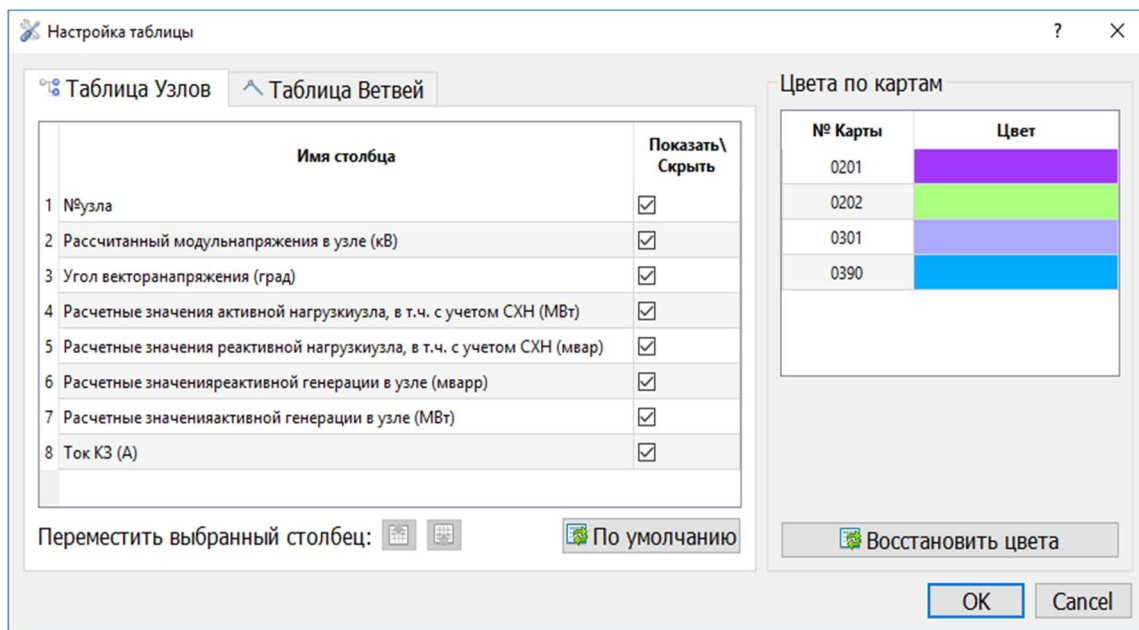 Настройка таблицы
?
Таблица Узлов
Таблица Ветвей
Имя столбца
Показать\
Скрыть
1 №узла
2 Рассчитанный модульнапряжения в узле (кВ)
3 Угол векторанапряжения (град)
4 Расчетные значения активной нагрузкиузла, в т.ч. с учетом СХН (МВт)
5 Расчетные значения реактивной нагрузкиузла, в т.ч. с учетом СХН (мвар)
6 Расчетные значенияреактивной генерации в узле (мварр)
7 Расчетные значенияактивной генерации в узле (МВт)
8 Ток КЗ (А)
Переместить выбранный столбец:
По умолчанию
Цвета по картам
№ Карты Цвет
0201
0202
0301
0390
Восстановить цвета
OK
Cancel